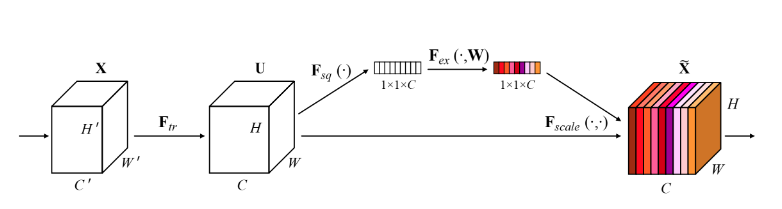 X
H′
W′
C′
F_tr
U
H
W
C
F_sq (·)
1×1×C
F_ex (·,W)
1×1×C
F_scale (·,·)
X̃
H
W
C